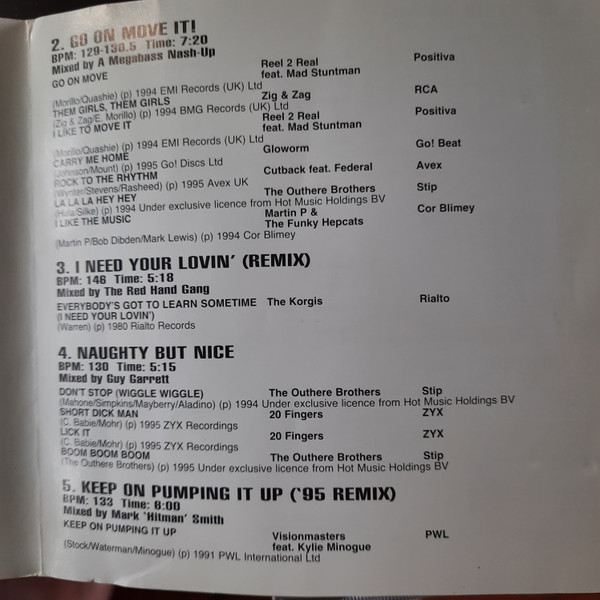 2. GO ON MOVE IT!
BPM: 129-130.5 Time: 7:20
Mixed by A Megabass Nash-Up
GO ON MOVE Reel 2 Real Positiva
feat. Mad Stuntman
(Morillo/Quashie) (p) 1994 EMI Records (UK) Ltd
THEM GIRLS, THEM GIRLS Zig & Zag RCA
(Zig & Zag/E. Morillo) (p) 1994 BMG Records (UK) Ltd
I LIKE TO MOVE IT Reel 2 Real Positiva
feat. Mad Stuntman
(Morillo/Quashie) (p) 1994 EMI Records (UK) Ltd
CARRY ME HOME Gloworm Go! Beat
(Johnson/Mount) (p) 1995 Go! Discs Ltd
ROCK TO THE RHYTHM Cutback feat. Federal Avex
(Wynter/Stevens/Rasheed) (p) 1995 Avex UK
LA LA LA HEY HEY The Outhere Brothers Stip
(Hula/Silke) (p) 1994 Under exclusive licence from Hot Music Holdings BV
I LIKE THE MUSIC Martin P & Cor Blimey
The Funky Hepcats
(Martin P/Bob Dibden/Mark Lewis) (p) 1994 Cor Blimey
3. I NEED YOUR LOVIN' (REMIX)
BPM: 146 Time: 5:18
Mixed by The Red Hand Gang
EVERYBODY'S GOT TO LEARN SOMETIME The Korgis Rialto
(I NEED YOUR LOVIN')
(Warren) (p) 1980 Rialto Records
4. NAUGHTY BUT NICE
BPM: 130 Time: 5:15
Mixed by Guy Garrett
DON'T STOP (WIGGLE WIGGLE) The Outhere Brothers Stip
(Mahone/Simpkins/Mayberry/Aladino) (p) 1994 Under exclusive licence from Hot Music Holdings BV
SHORT DICK MAN 20 Fingers ZYX
(C. Babie/Mohr) (p) 1995 ZYX Recordings
LICK IT 20 Fingers ZYX
(C. Babie/Mohr) (p) 1995 ZYX Recordings
BOOM BOOM BOOM The Outhere Brothers Stip
(The Outhere Brothers) (p) 1995 Under exclusive licence from Hot Music Holdings BV
5. KEEP ON PUMPING IT UP ('95 REMIX)
BPM: 133 Time: 6:00
Mixed by Mark 'Hitman' Smith
KEEP ON PUMPING IT UP Visionmasters PWL
feat. Kylie Minogue
(Stock/Waterman/Minogue) (p) 1991 PWL International Ltd